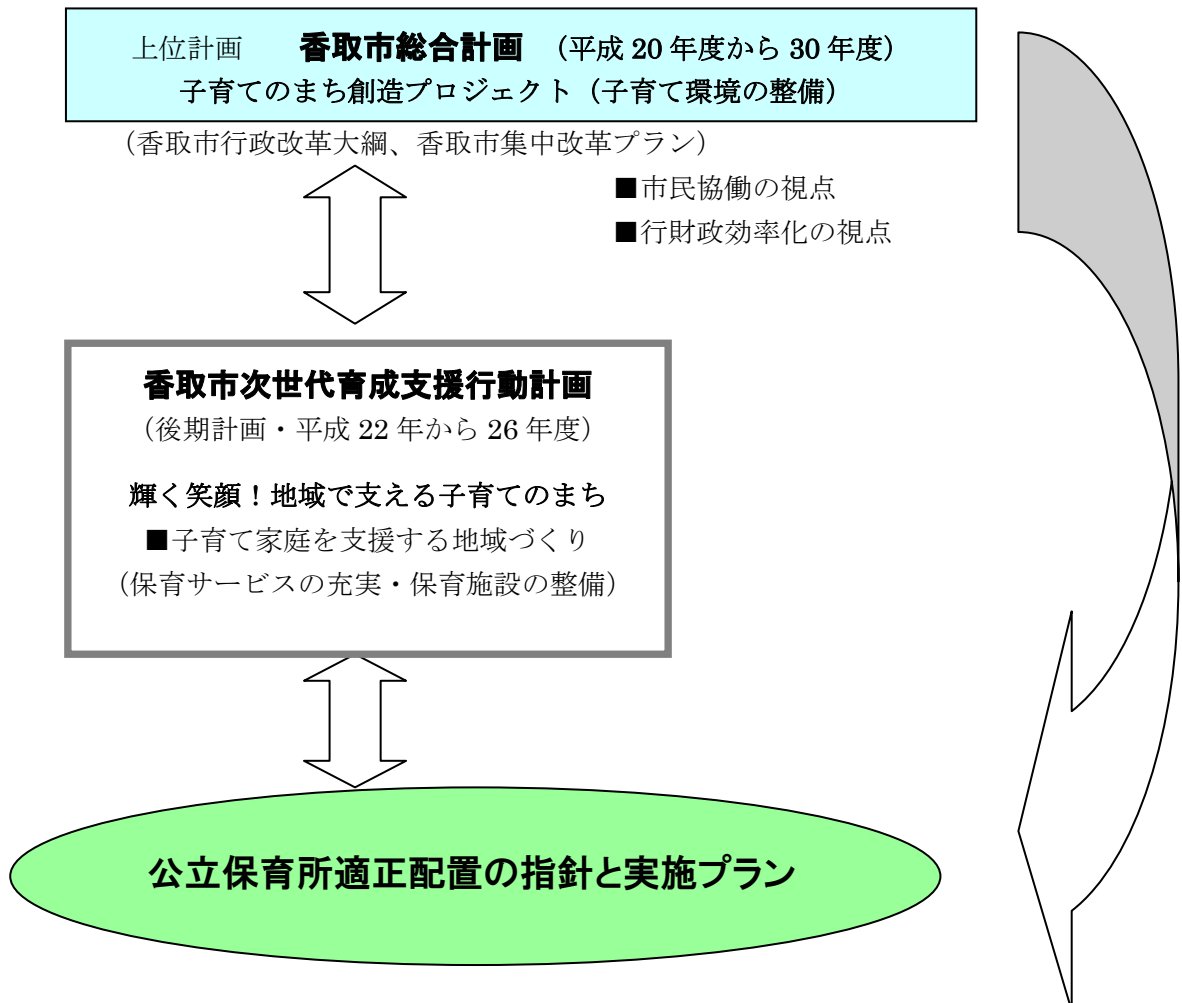 上位計画　香取市総合計画　（平成 20 年度から 30 年度）
子育てのまち創造プロジェクト（子育て環境の整備）
（香取市行政改革大綱、香取市集中改革プラン）
■市民協働の視点
■行財政効率化の視点
香取市次世代育成支援行動計画
（後期計画・平成 22 年から 26 年度）
輝く笑顔！地域で支える子育てのまち
■子育て家庭を支援する地域づくり
（保育サービスの充実・保育施設の整備）
公立保育所適正配置の指針と実施プラン